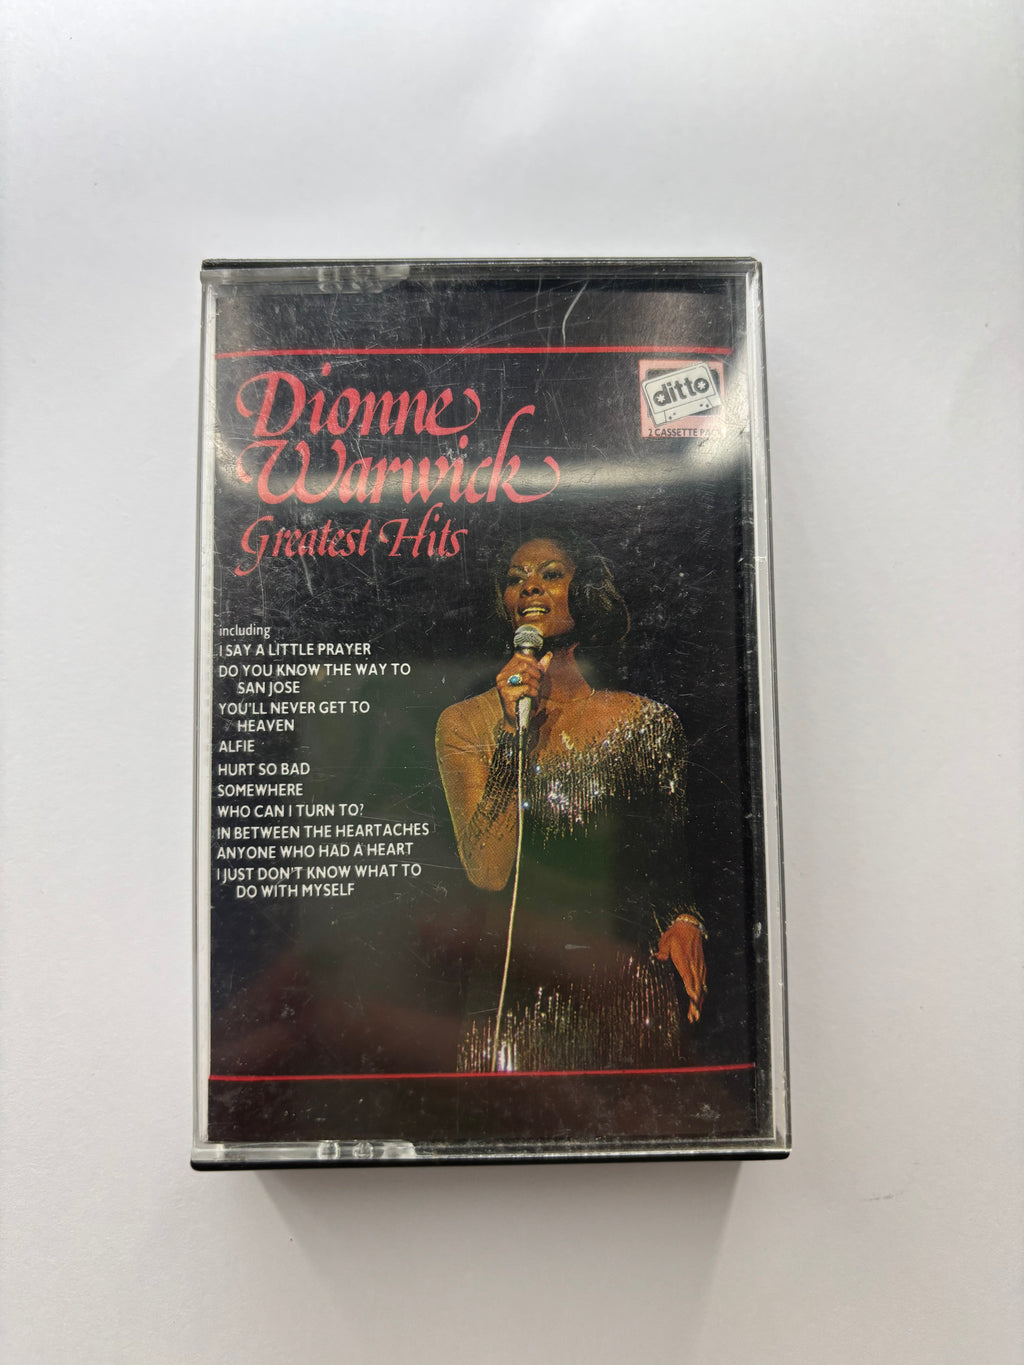 Dionne
Warwick
Greatest Hits
ditto
2 CASSETTE PACK
including
I SAY A LITTLE PRAYER
DO YOU KNOW THE WAY TO
SAN JOSE
YOU'LL NEVER GET TO
HEAVEN
ALFIE
HURT SO BAD
SOMEWHERE
WHO CAN I TURN TO?
IN BETWEEN THE HEARTACHES
ANYONE WHO HAD A HEART
I JUST DON'T KNOW WHAT TO
DO WITH MYSELF